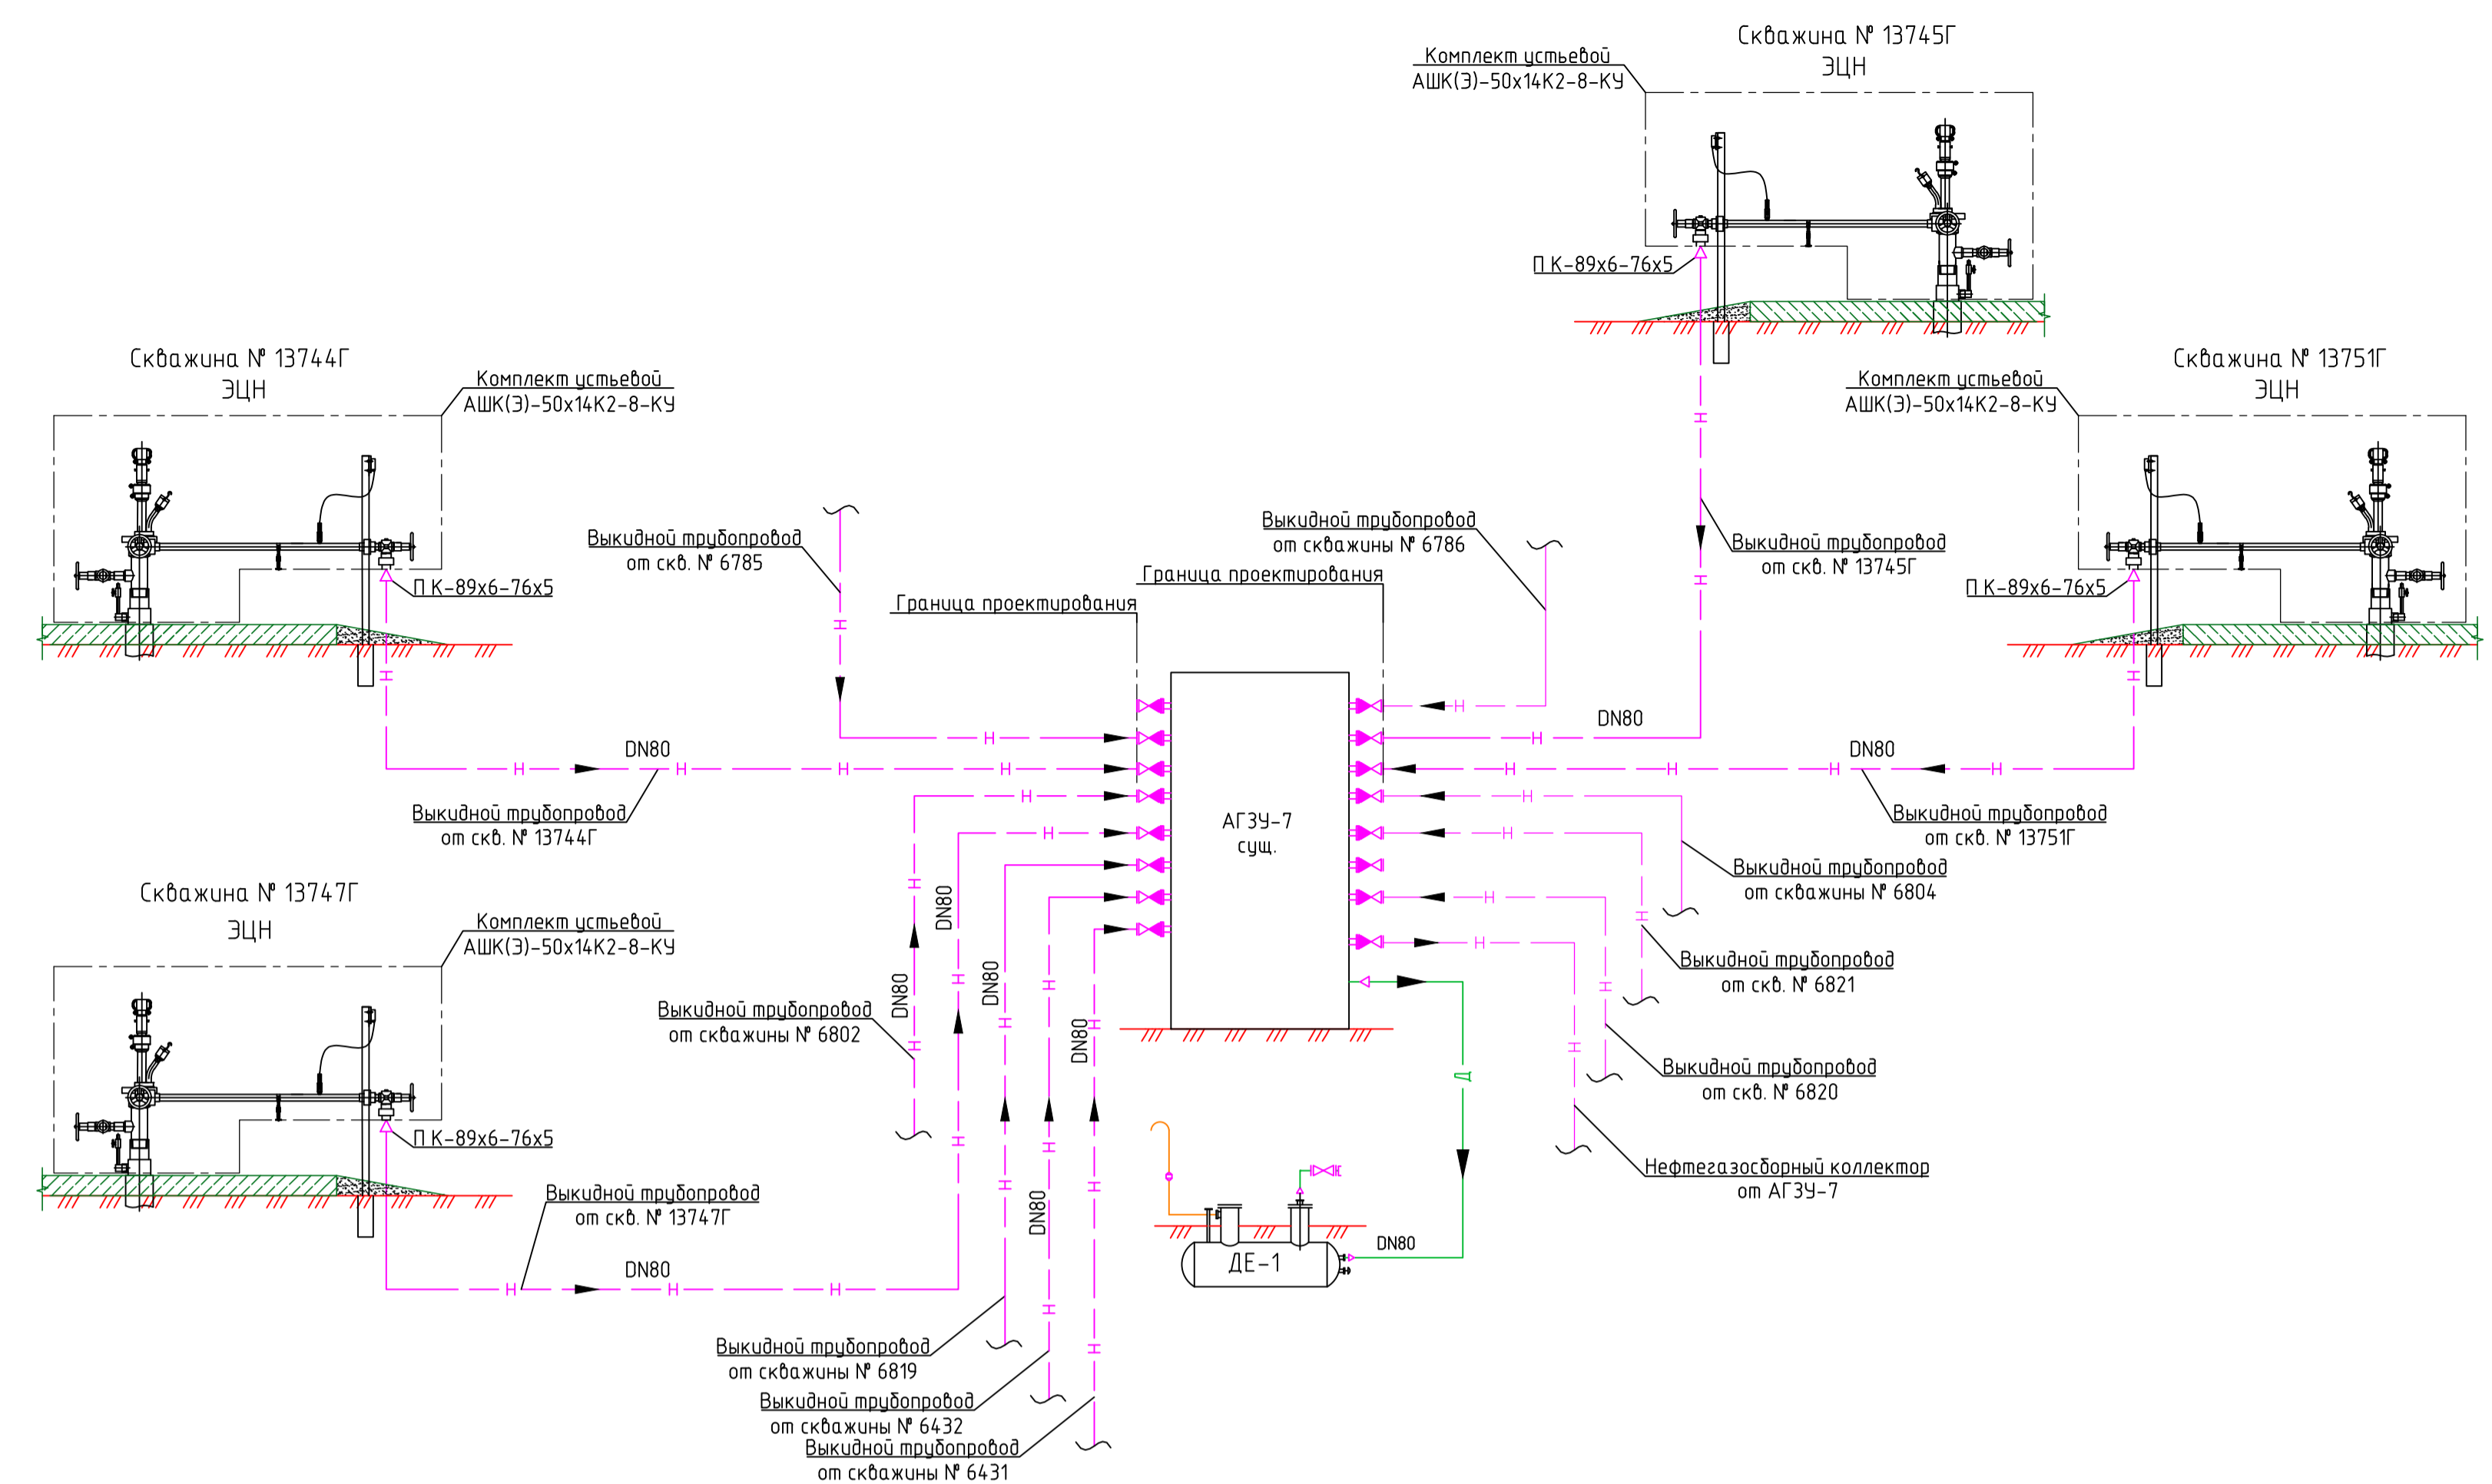 Скважина № 13745Г
ЭЦН
Комплект устьевой
АШК(Э)-50х14К2-8-КУ
П К-89х6-76х5
Скважина № 13744Г
ЭЦН
Комплект устьевой
АШК(Э)-50х14К2-8-КУ
П К-89х6-76х5
Скважина № 13751Г
ЭЦН
Комплект устьевой
АШК(Э)-50х14К2-8-КУ
П К-89х6-76х5
Выкидной трубопровод
от скв. № 6785
Выкидной трубопровод
от скважины № 6786
Выкидной трубопровод
от скв. № 13745Г
Граница проектирования
Граница проектирования
DN80
DN80
DN80
Выкидной трубопровод
от скв. № 13744Г
Выкидной трубопровод
от скв. № 13751Г
АГЗУ-7
сущ.
Выкидной трубопровод
от скважины № 6804
Скважина № 13747Г
ЭЦН
Комплект устьевой
АШК(Э)-50х14К2-8-КУ
П К-89х6-76х5
DN80
DN80
DN80
DN80
DN80
Выкидной трубопровод
от скважины № 6802
Выкидной трубопровод
от скв. № 6821
Выкидной трубопровод
от скв. № 6820
Нефтегазосборный коллектор
от АГЗУ-7
Выкидной трубопровод
от скв. № 13747Г
DN80
Д
ДЕ-1
DN80
Выкидной трубопровод
от скважины № 6819
Выкидной трубопровод
от скважины № 6432
Выкидной трубопровод
от скважины № 6431